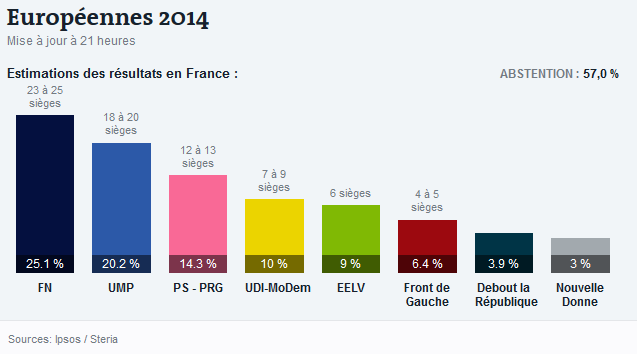 Européennes 2014
Mise à jour à 21 heures
Estimations des résultats en France :
ABSTENTION : 57,0 %
23 à 25
sièges
18 à 20
sièges
12 à 13
sièges
7 à 9
sièges
6 sièges
4 à 5
sièges
25.1 %
20.2 %
14.3 %
10 %
9 %
6.4 %
3.9 %
3 %
FN
UMP
PS - PRG
UDI-MoDem
EELV
Front de
Gauche
Debout la
République
Nouvelle
Donne
Sources: Ipsos / Steria